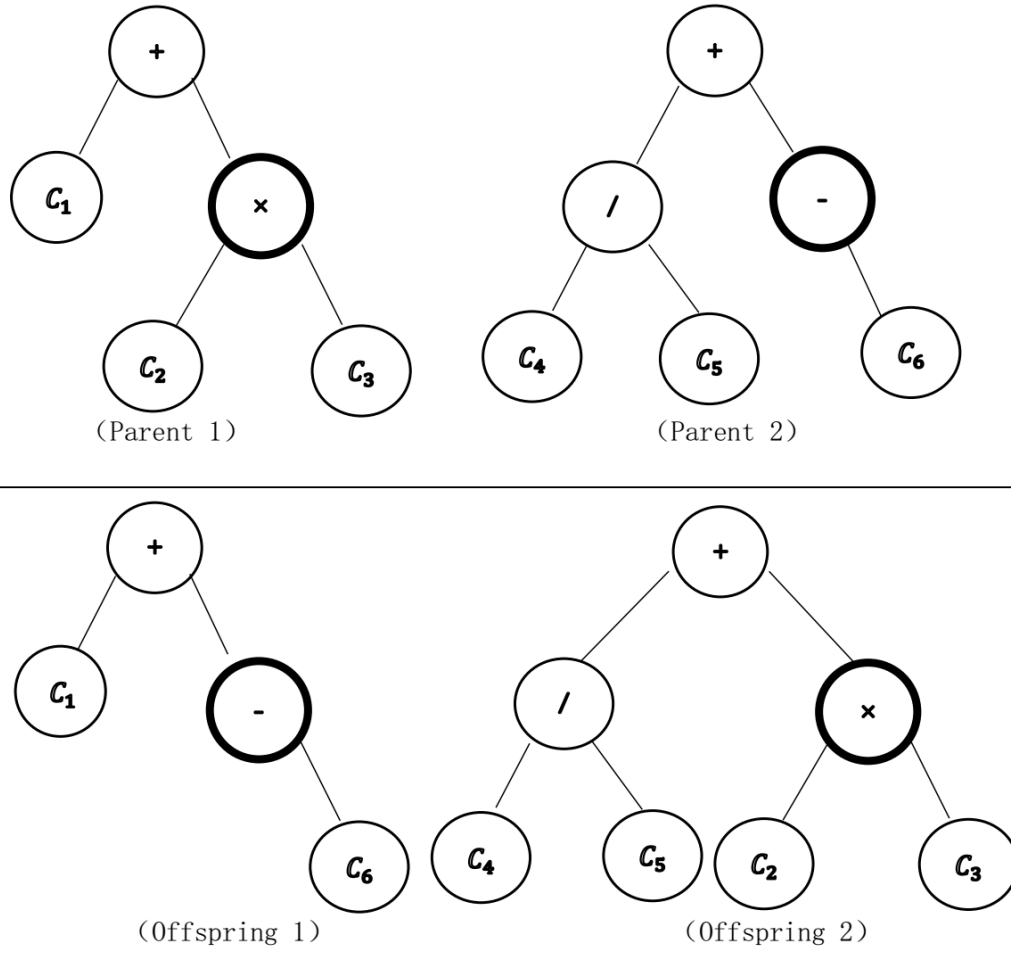 + +
C₁ × / -
C₂ C₃ C₄ C₅ C₆
(Parent 1) (Parent 2)
+ +
C₁ - / ×
C₆ C₄ C₅ C₂ C₃
(Offspring 1) (Offspring 2)